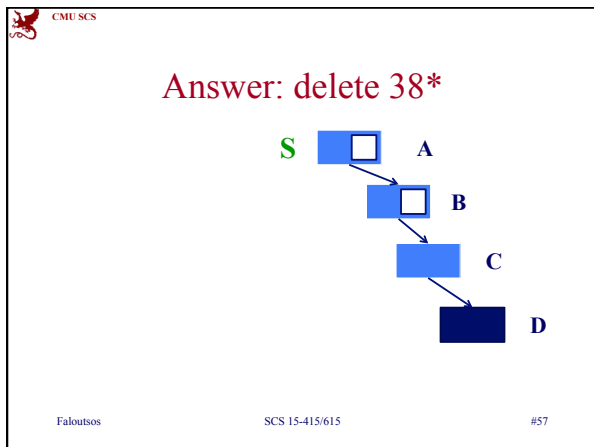 CMU SCS
Answer: delete 38*
S A
B
C
D
Faloutsos SCS 15-415/615 #57